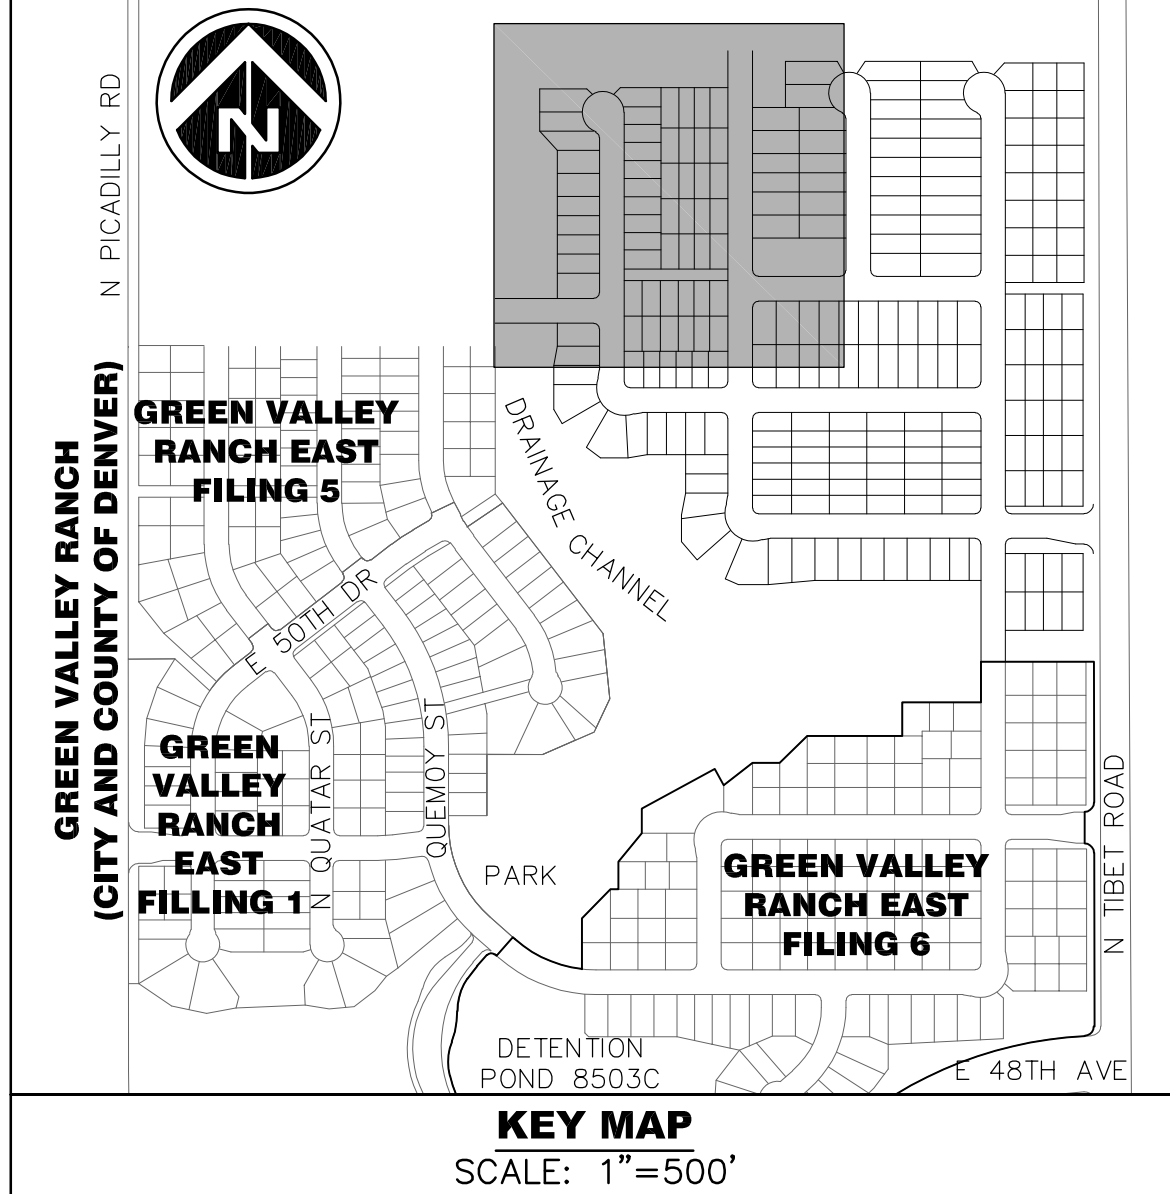 N
N PICADILLY RD
GREEN VALLEY RANCH
(CITY AND COUNTY OF DENVER)
GREEN VALLEY
RANCH EAST
FILING 5
DRAINAGE CHANNEL
E 50TH DR
GREEN
VALLEY
RANCH
EAST
FILLING 1
N QUATAR ST
QUEMOY ST
PARK
GREEN VALLEY
RANCH EAST
FILING 6
N TIBET ROAD
DETENTION
POND 8503C
E 48TH AVE
KEY MAP
SCALE: 1"=500'